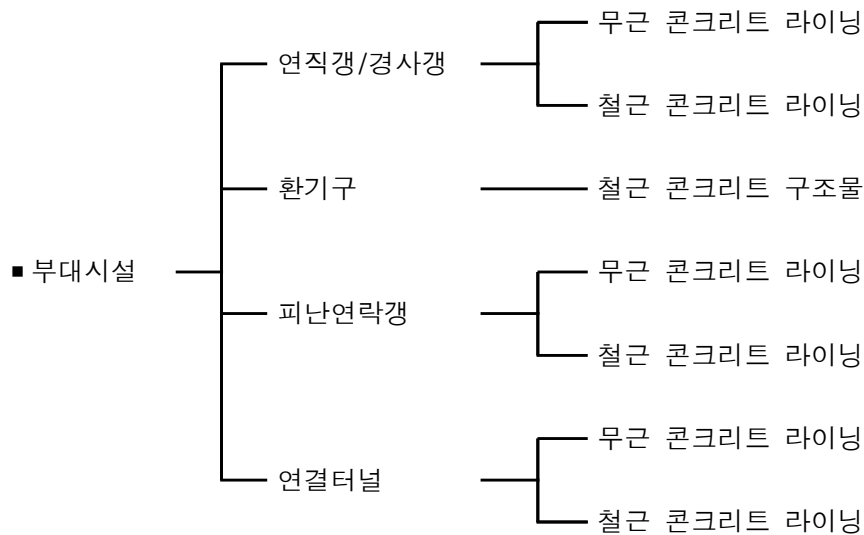 무근 콘크리트 라이닝
연직갱/경사갱
철근 콘크리트 라이닝
환기구
철근 콘크리트 구조물
■ 부대시설
무근 콘크리트 라이닝
피난연락갱
철근 콘크리트 라이닝
무근 콘크리트 라이닝
연결터널
철근 콘크리트 라이닝